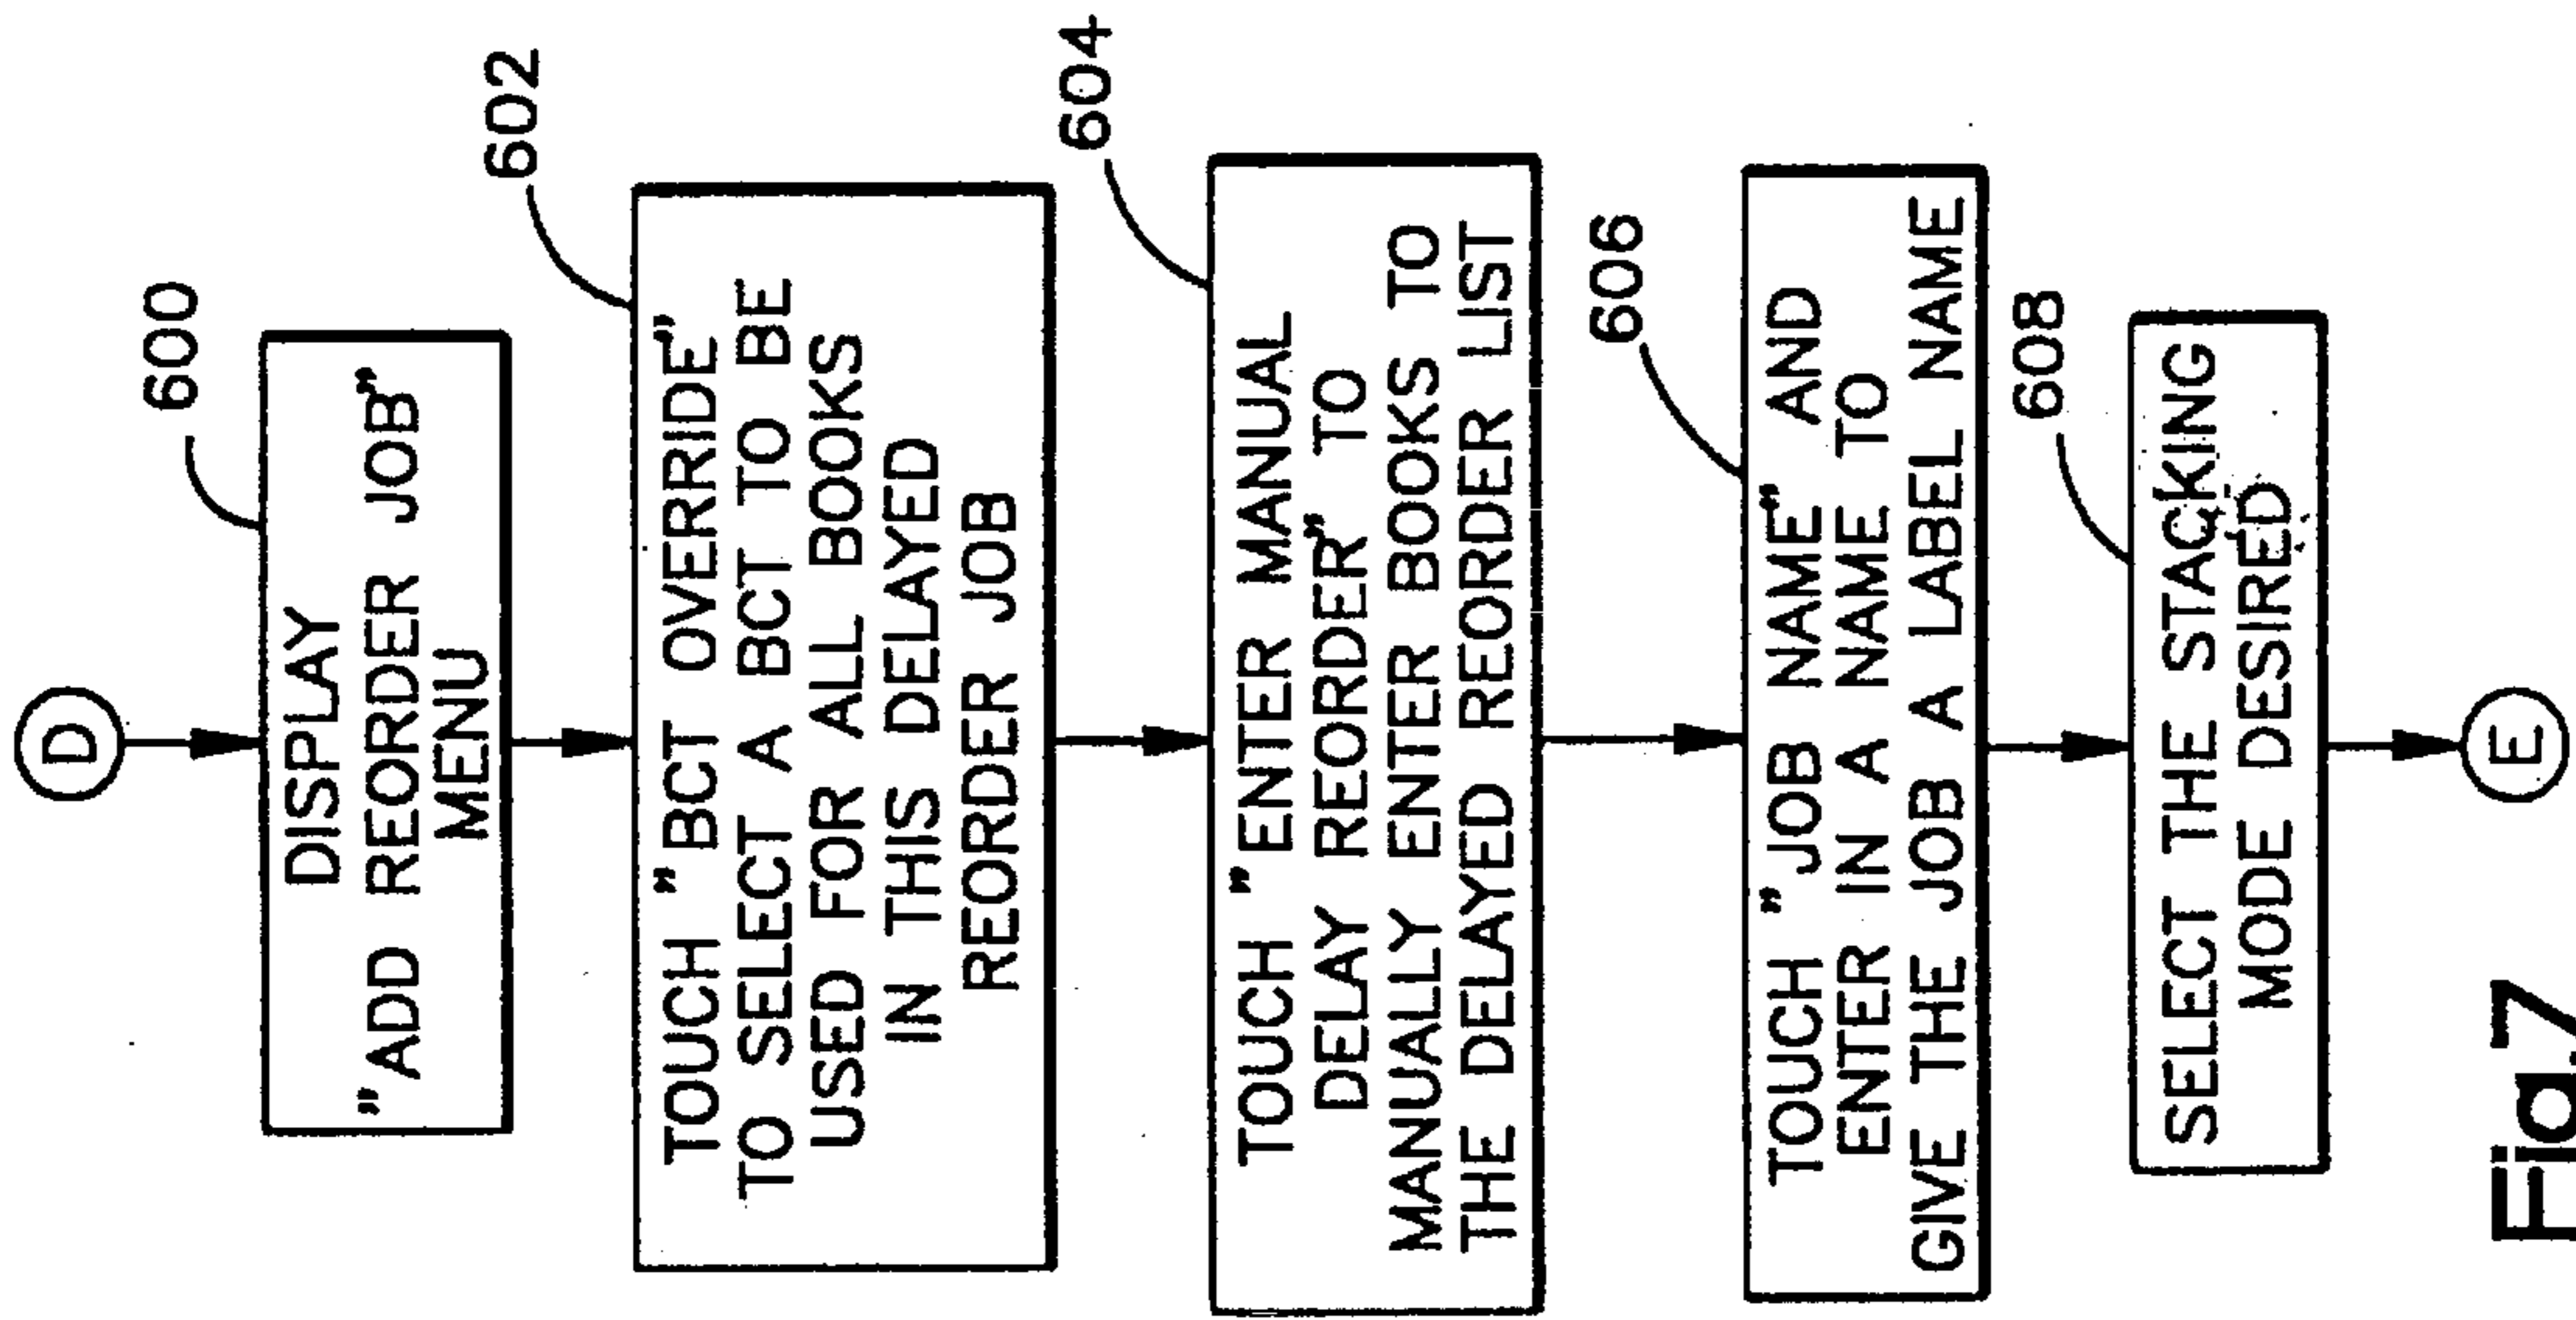 D
600
DISPLAY
"ADD REORDER JOB"
MENU
602
TOUCH "BCT OVERRIDE"
TO SELECT A BCT TO BE
USED FOR ALL BOOKS
IN THIS DELAYED
REORDER JOB
604
TOUCH "ENTER MANUAL
DELAY REORDER" TO
MANUALLY ENTER BOOKS TO
THE DELAYED REORDER LIST
606
TOUCH "JOB NAME" AND
ENTER IN A NAME TO
GIVE THE JOB A LABEL NAME
608
SELECT THE STACKING
MODE DESIRED
E
Fig.7